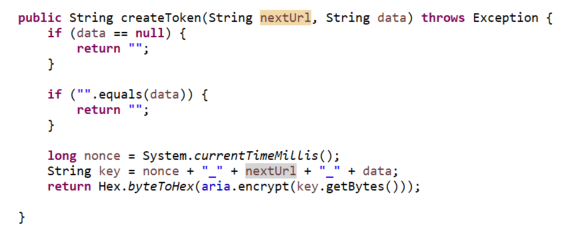 public String createToken(String nextUrl, String data) throws Exception {
if (data == null) {
return "";
}
if ("".equals(data)) {
return "";
}
long nonce = System.currentTimeMillis();
String key = nonce + "_" + nextUrl + "_" + data;
return Hex.byteToHex(aria.encrypt(key.getBytes()));
}